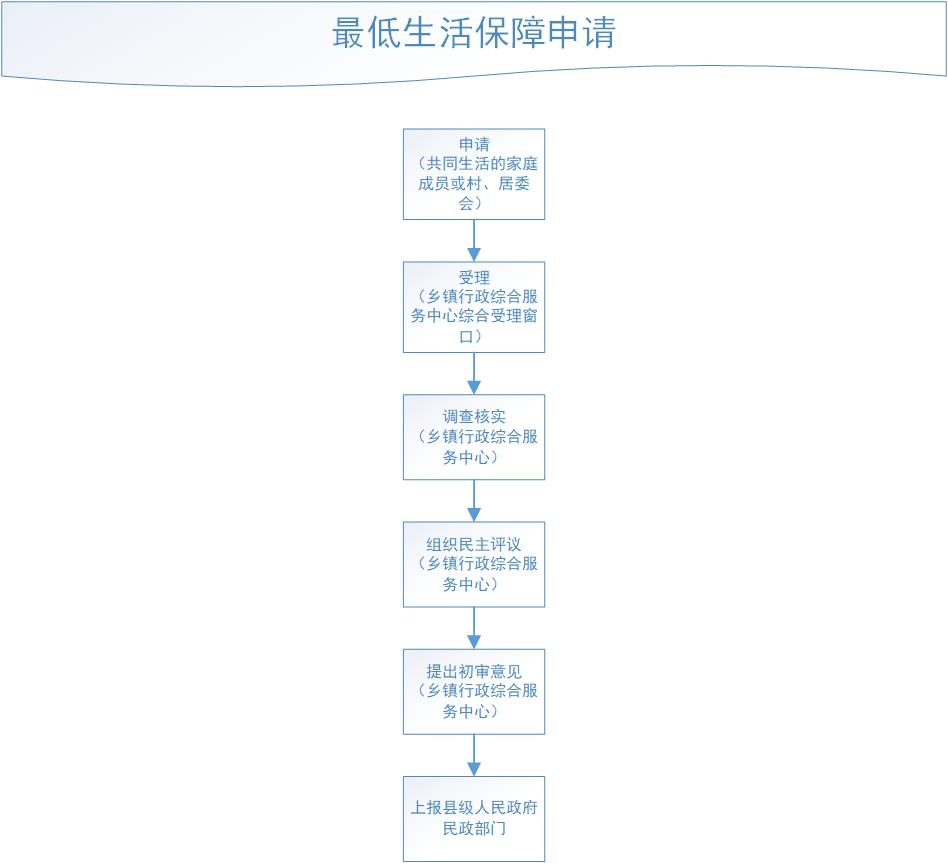 最低生活保障申请
申请
（共同生活的家庭
成员或村、居委
会）
受理
（乡镇行政综合服
务中心综合受理窗
口）
调查核实
（乡镇行政综合服
务中心）
组织民主评议
（乡镇行政综合服
务中心）
提出初审意见
（乡镇行政综合服
务中心）
上报县级人民政府
民政部门